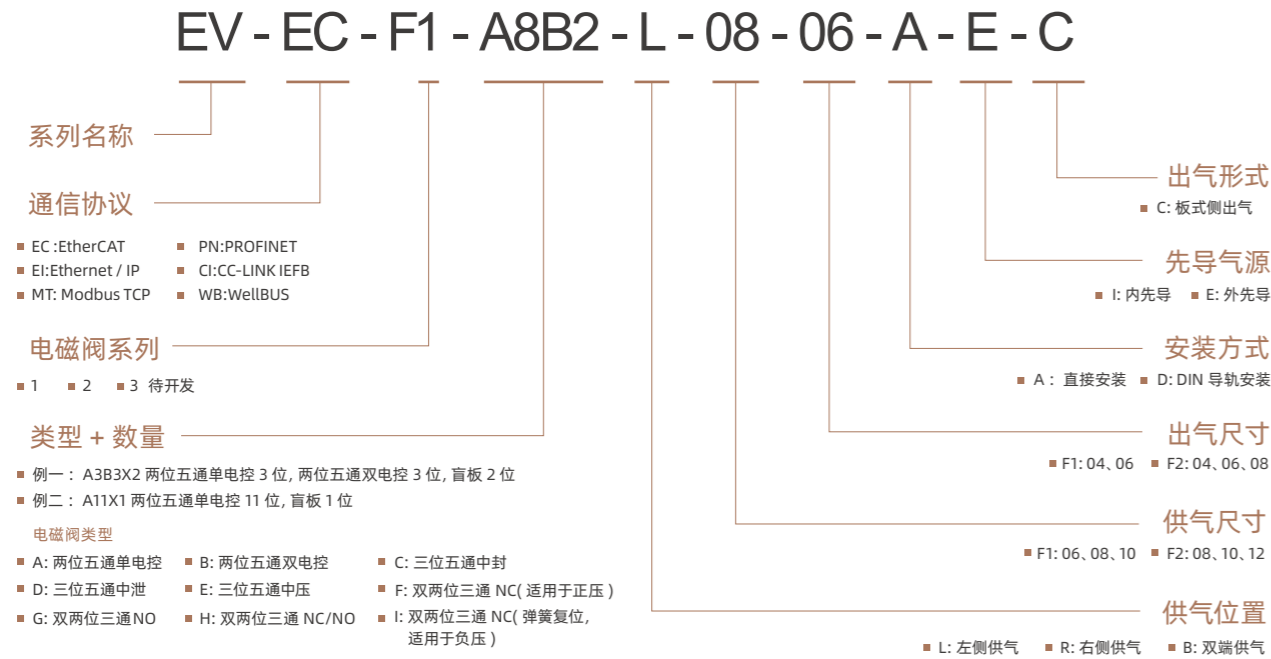 EV - EC - F1 - A8B2 - L - 08 - 06 - A - E - C
系列名称
通信协议
EC :EtherCAT
PN:PROFINET
EI:Ethernet / IP
CI:CC-LINK IEFB
MT: Modbus TCP
WB:WellBUS
电磁阀系列
1
2
3 待开发
类型 + 数量
例一： A3B3X2 两位五通单电控 3 位, 两位五通双电控 3 位, 盲板 2 位
例二： A11X1 两位五通单电控 11 位, 盲板 1 位
电磁阀类型
A: 两位五通单电控
B: 两位五通双电控
C: 三位五通中封
D: 三位五通中泄
E: 三位五通中压
F: 双两位三通 NC( 适用于正压 )
G: 双两位三通NO
H: 双两位三通 NC/NO
I: 双两位三通 NC( 弹簧复位,
适用于负压 )
出气形式
C: 板式侧出气
先导气源
I: 内先导
E: 外先导
安装方式
A： 直接安装
D: DIN 导轨安装
出气尺寸
F1: 04、06
F2: 04、06、08
供气尺寸
F1: 06、08、10
F2: 08、10、12
供气位置
L: 左侧供气
R: 右侧供气
B: 双端供气